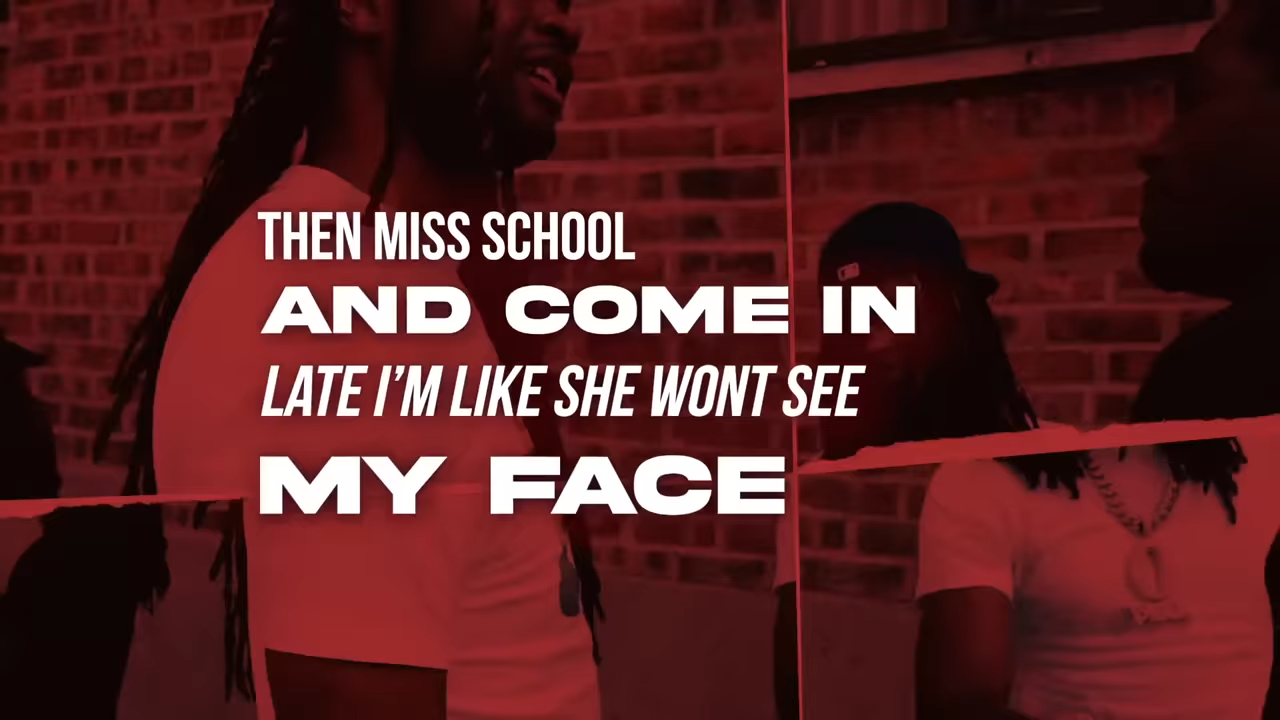 THEN MISS SCHOOL
AND COME IN
LATE I'M LIKE SHE WONT SEE
MY FACE